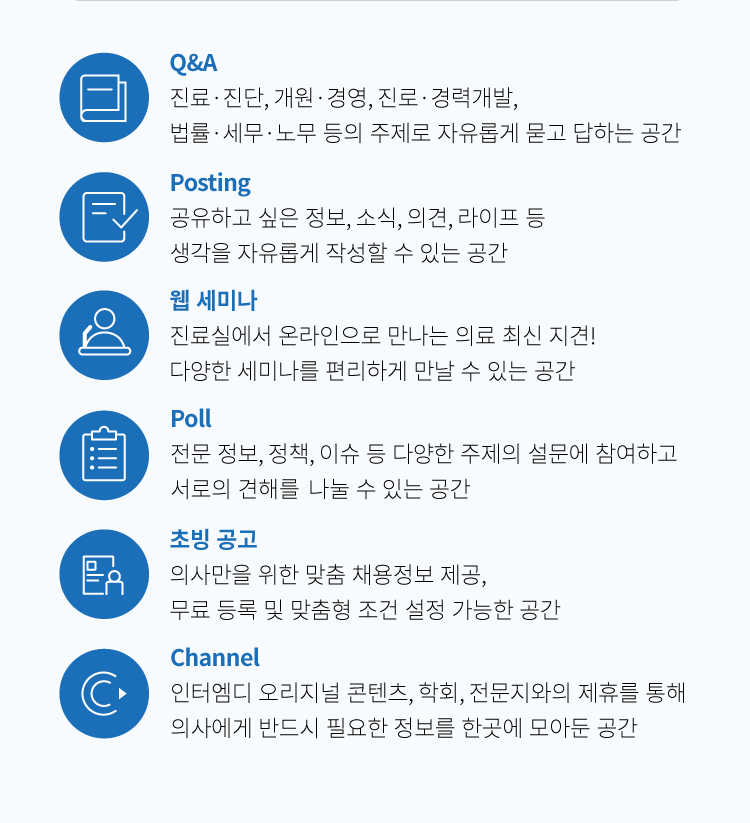 Q&A
진료·진단, 개원·경영, 진로·경력개발,
법률·세무·노무 등의 주제로 자유롭게 묻고 답하는 공간
Posting
공유하고 싶은 정보, 소식, 의견, 라이프 등
생각을 자유롭게 작성할 수 있는 공간
웹 세미나
진료실에서 온라인으로 만나는 의료 최신 지견!
다양한 세미나를 편리하게 만날 수 있는 공간
Poll
전문 정보, 정책, 이슈 등 다양한 주제의 설문에 참여하고
서로의 견해를 나눌 수 있는 공간
초빙 공고
의사만을 위한 맞춤 채용정보 제공,
무료 등록 및 맞춤형 조건 설정 가능한 공간
Channel
인터엠디 오리지널 콘텐츠, 학회, 전문지와의 제휴를 통해
의사에게 반드시 필요한 정보를 한곳에 모아둔 공간